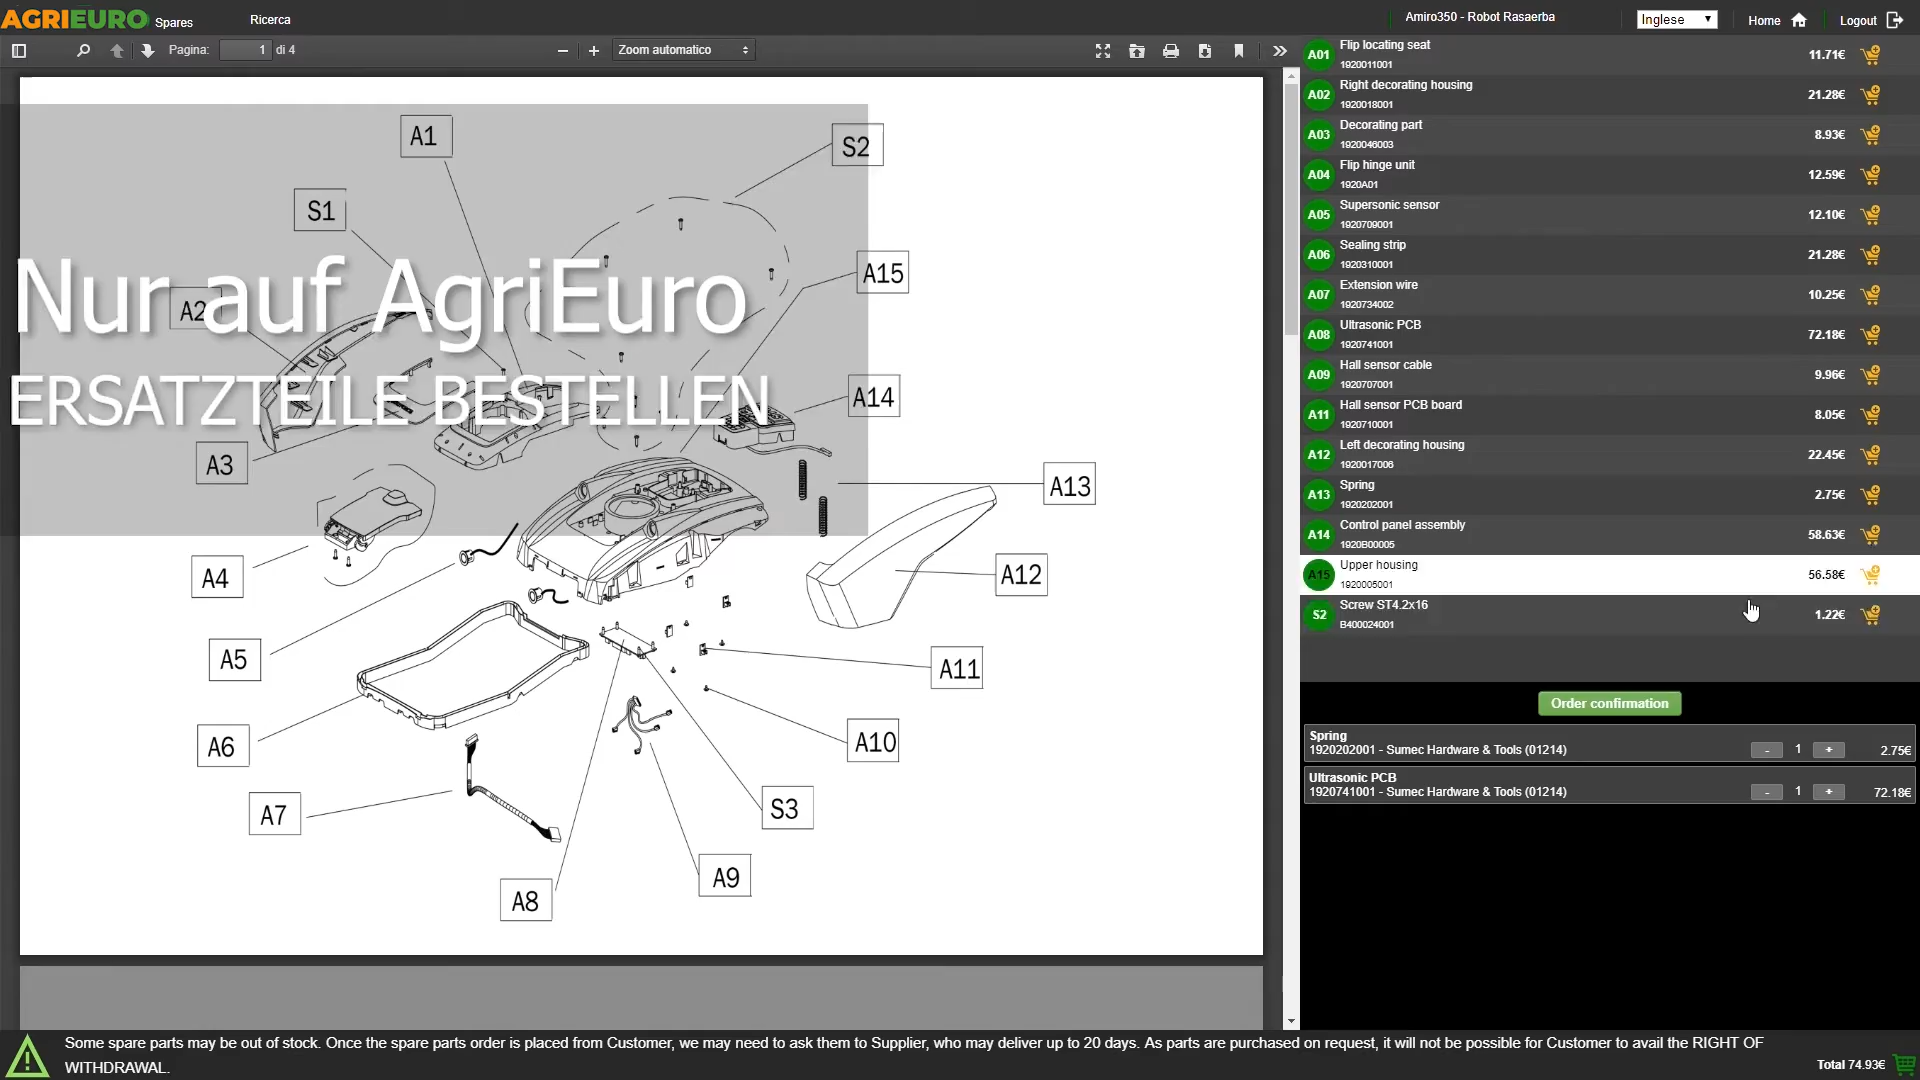 AGRIEURO Spares
Ricerca
Amiro350 - Robot Rasaerba
Inglese
Home
Logout
Pagina: 1 di 4
Zoom automatico
A1
S2
S1
A15
A2
Nur auf AgriEuro
ERSATZTEILE BESTELLEN
A14
A3
A13
A4
A12
A5
A11
A6
A10
A7
S3
A9
A8
A01 Flip locating seat
1920011001
11.71€
A02 Right decorating housing
1920018001
21.28€
A03 Decorating part
1920046003
8.93€
A04 Flip hinge unit
1920A01
12.59€
A05 Supersonic sensor
1920709001
12.10€
A06 Sealing strip
1920310001
21.28€
A07 Extension wire
1920734002
10.25€
A08 Ultrasonic PCB
1920741001
72.18€
A09 Hall sensor cable
1920707001
9.96€
A11 Hall sensor PCB board
1920710001
8.05€
A12 Left decorating housing
1920017006
22.45€
A13 Spring
1920202001
2.75€
A14 Control panel assembly
1920B00005
58.63€
A15 Upper housing
1920005001
56.58€
S2 Screw ST4.2x16
B400024001
1.22€
Order confirmation
Spring
1920202001 - Sumec Hardware & Tools (01214) - 1 + 2.75€
Ultrasonic PCB
1920741001 - Sumec Hardware & Tools (01214) - 1 + 72.18€
Some spare parts may be out of stock. Once the spare parts order is placed from Customer, we may need to ask them to Supplier, who may deliver up to 20 days. As parts are purchased on request, it will not be possible for Customer to avail the RIGHT OF
WITHDRAWAL.
Total 74.93€